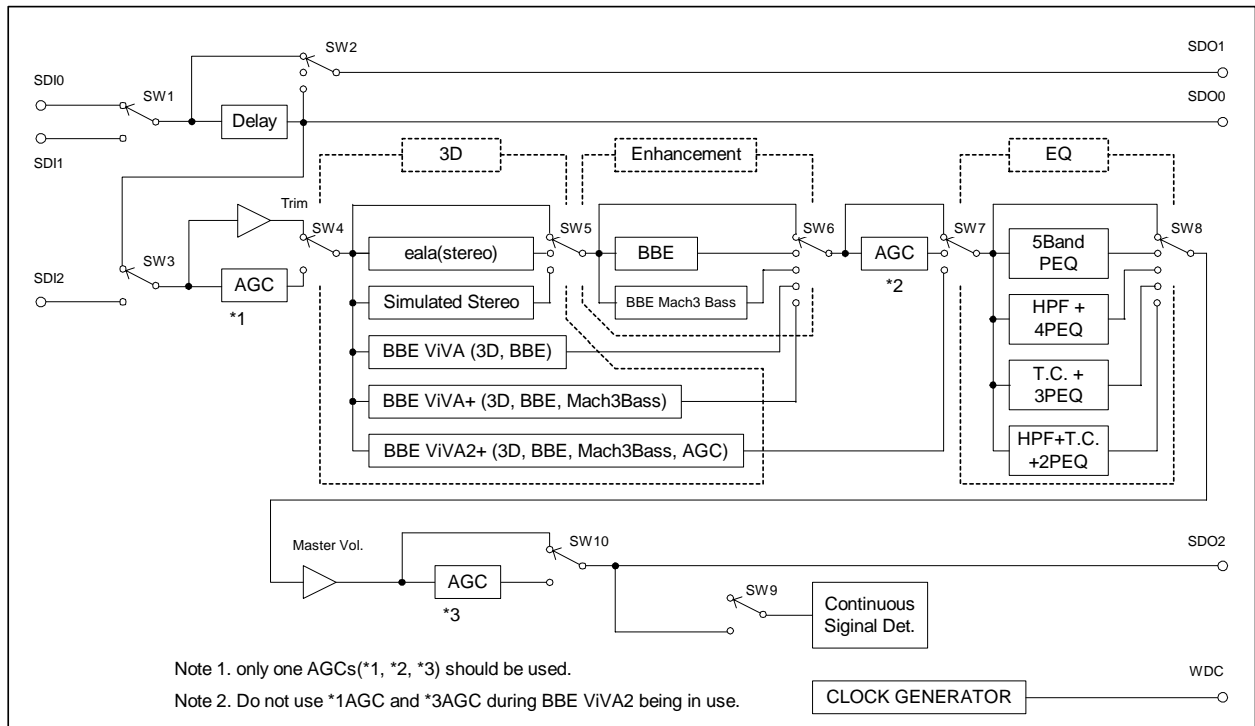 SW2
SDO1
SDI0
SW1
SDO0
Delay
SDI1
3D
Enhancement
EQ
Trim
SW4
SW5
SW6
SW7
SW8
eala(stereo)
BBE
AGC
*2
5Band
PEQ
SW3
SDI2
AGC
*1
Simulated Stereo
BBE Mach3 Bass
HPF +
4PEQ
BBE ViVA (3D, BBE)
T.C. +
3PEQ
BBE ViVA+ (3D, BBE, Mach3Bass)
BBE ViVA2+ (3D, BBE, Mach3Bass, AGC)
HPF+T.C.
+2PEQ
Master Vol.
SW10
SDO2
AGC
*3
SW9
Continuous
Siginal Det.
Note 1. only one AGCs(*1, *2, *3) should be used.
WDC
Note 2. Do not use *1AGC and *3AGC during BBE ViVA2 being in use.
CLOCK GENERATOR